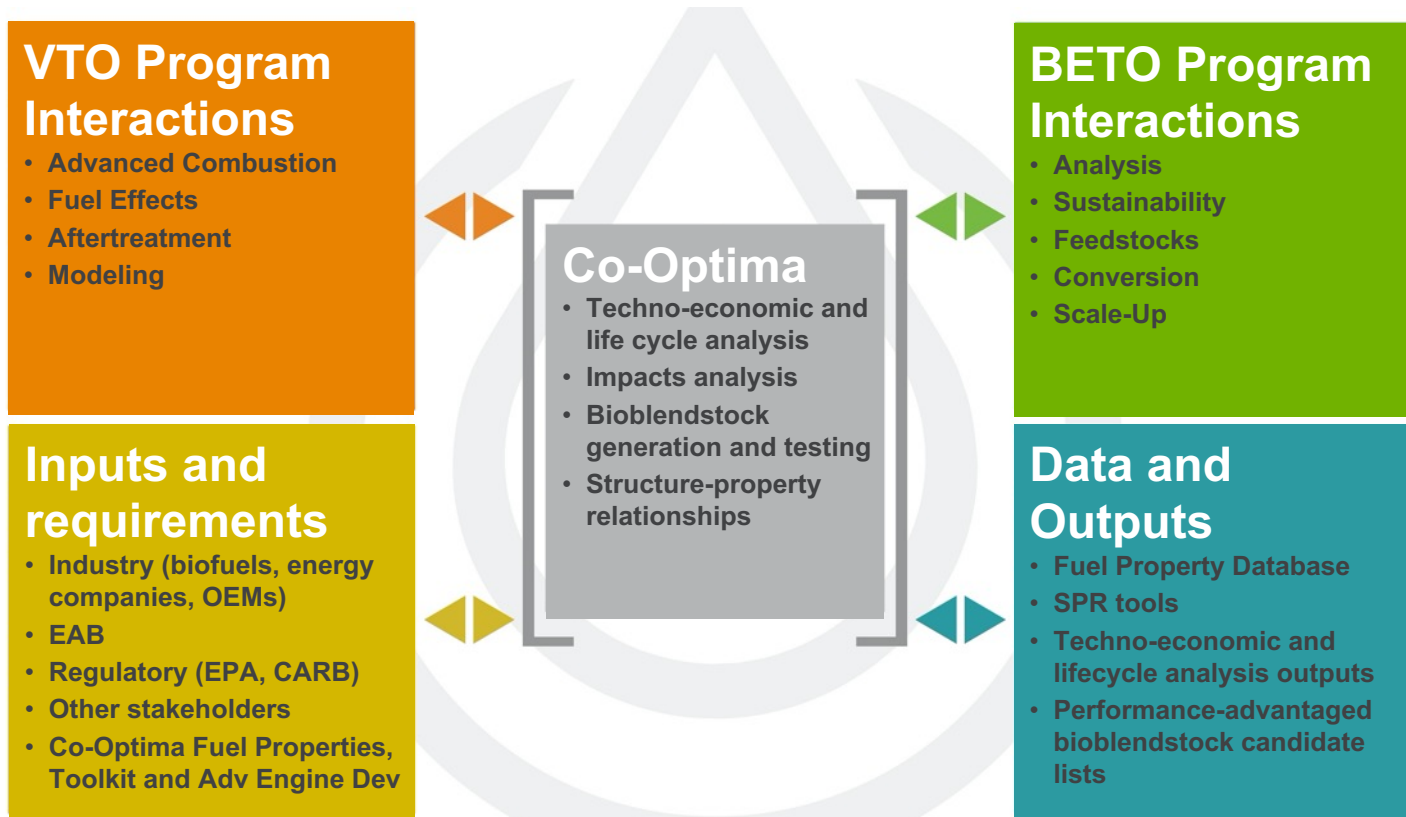 VTO Program
Interactions
• Advanced Combustion
• Fuel Effects
• Aftertreatment
• Modeling
Inputs and
requirements
• Industry (biofuels, energy
companies, OEMs)
• EAB
• Regulatory (EPA, CARB)
• Other stakeholders
• Co-Optima Fuel Properties,
Toolkit and Adv Engine Dev
Co-Optima
• Techno-economic and
life cycle analysis
• Impacts analysis
• Bioblendstock
generation and testing
• Structure-property
relationships
BETO Program
Interactions
• Analysis
• Sustainability
• Feedstocks
• Conversion
• Scale-Up
Data and
Outputs
• Fuel Property Database
• SPR tools
• Techno-economic and
lifecycle analysis outputs
• Performance-advantaged
bioblendstock candidate
lists